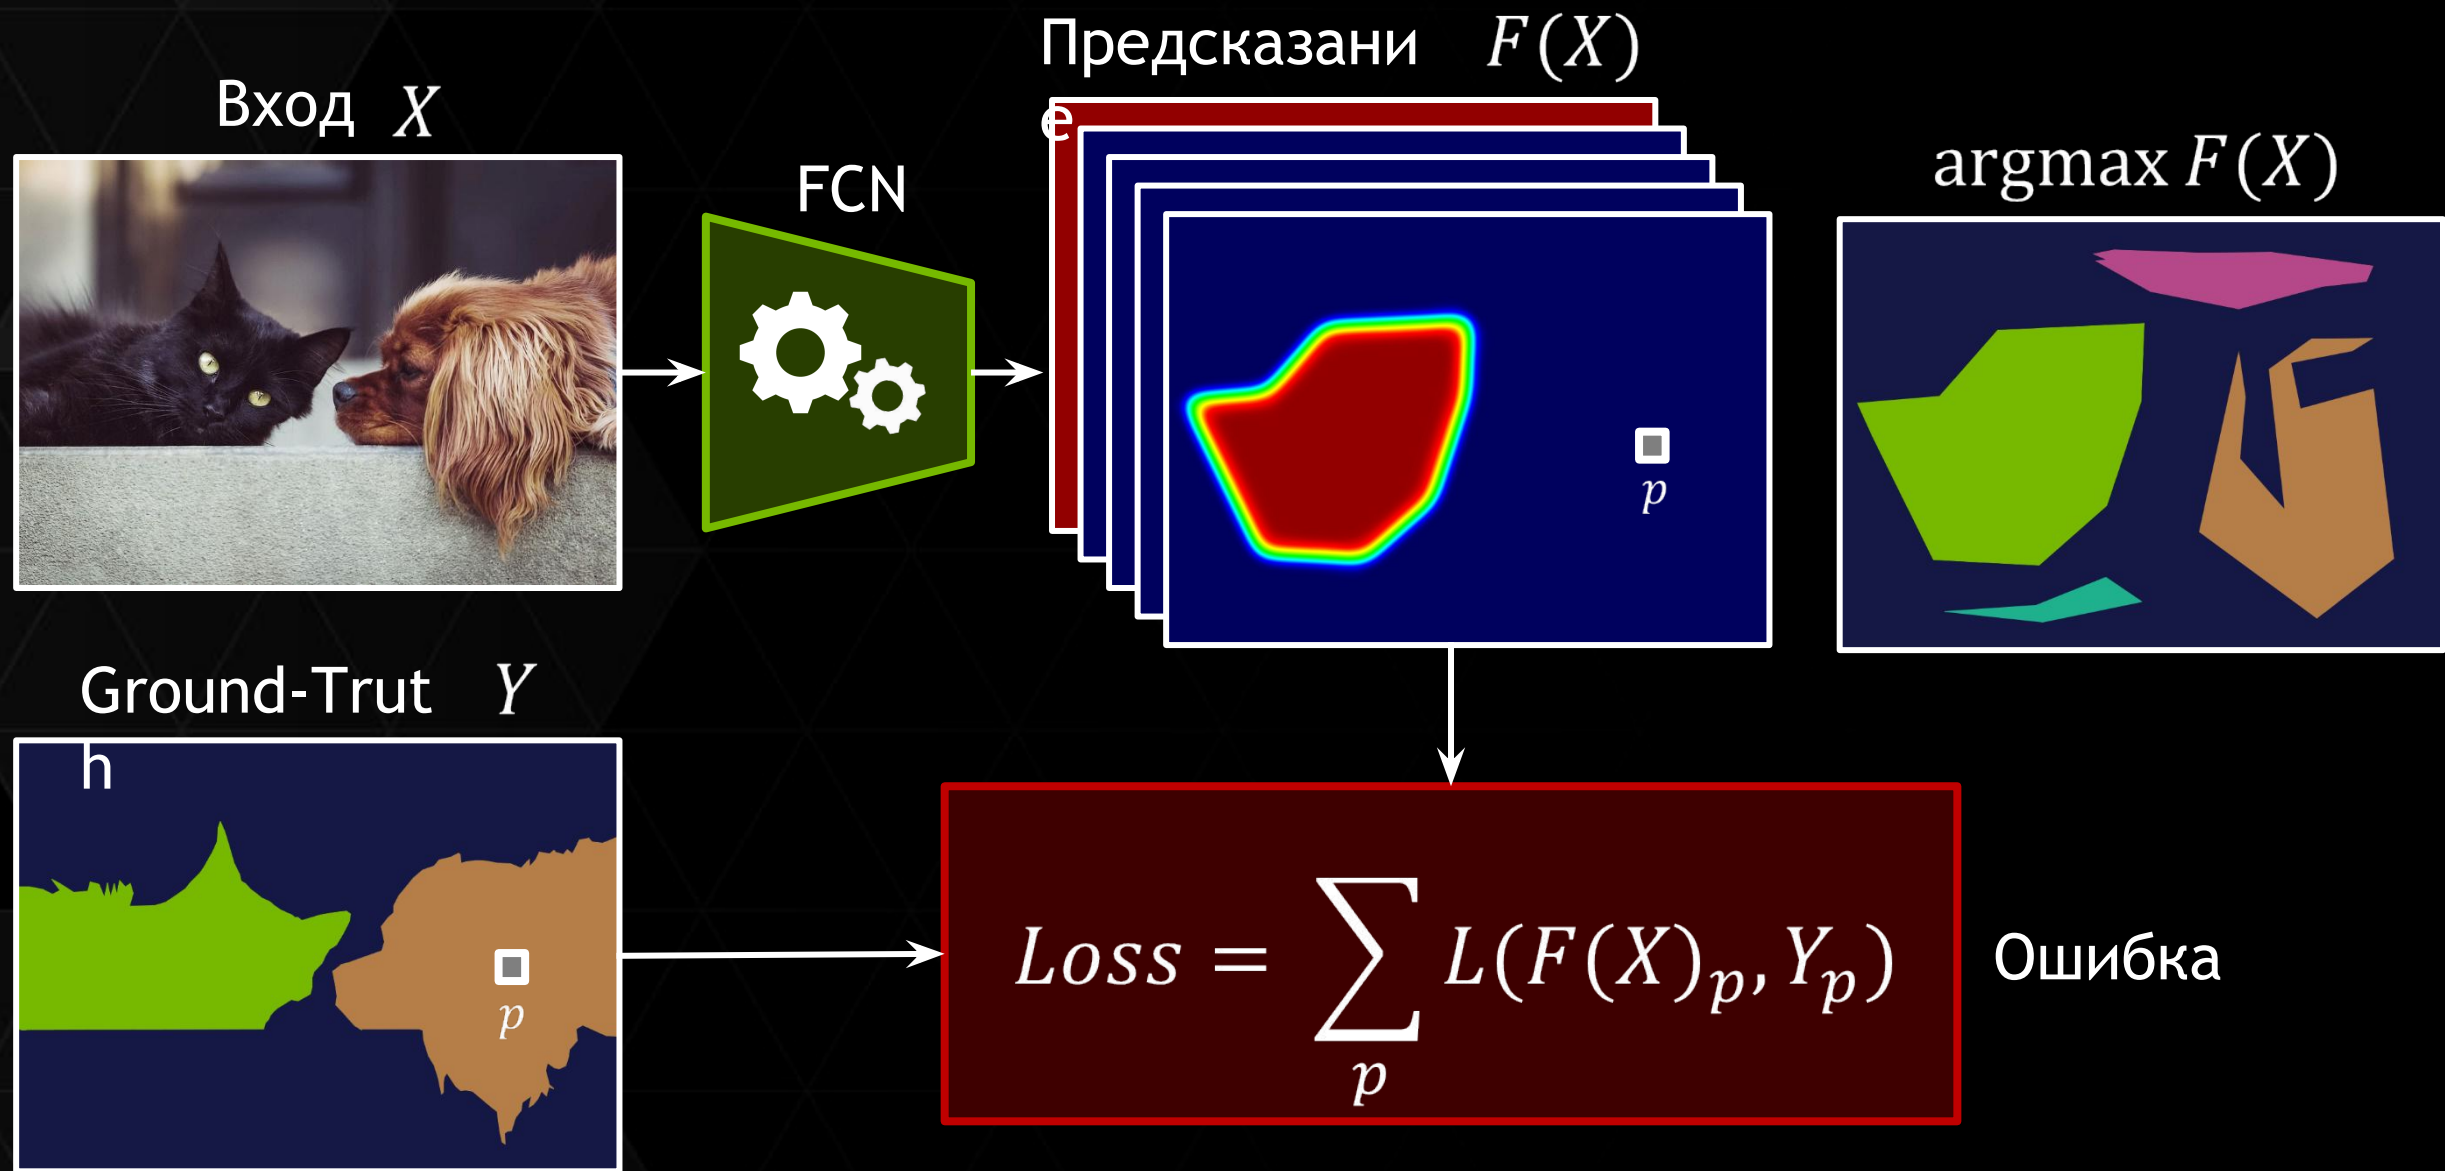 Вход X
FCN
Предсказани F(X)
е
p
argmax F(X)
Ground-Trut Y
h
p
Loss = ∑ L(F(X)ₚ, Yₚ)
p
Ошибка